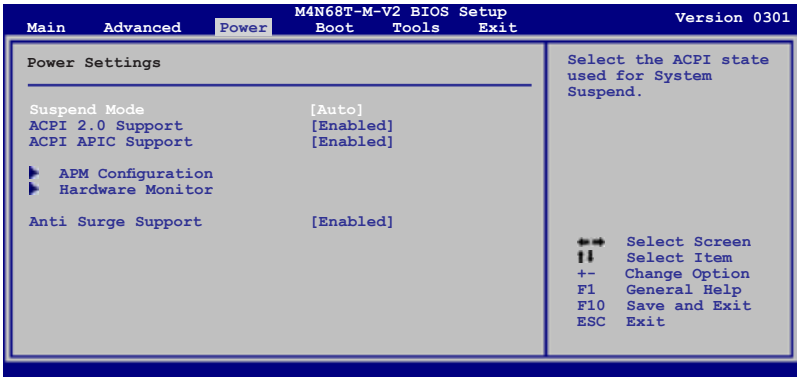 M4N68T-M-V2 BIOS Setup
Version 0301
Main Advanced Power Boot Tools Exit
Power Settings
Suspend Mode [Auto]
ACPI 2.0 Support [Enabled]
ACPI APIC Support [Enabled]
APM Configuration
Hardware Monitor
Anti Surge Support [Enabled]
Select the ACPI state
used for System
Suspend.
←→ Select Screen
↑↓ Select Item
+- Change Option
F1 General Help
F10 Save and Exit
ESC Exit